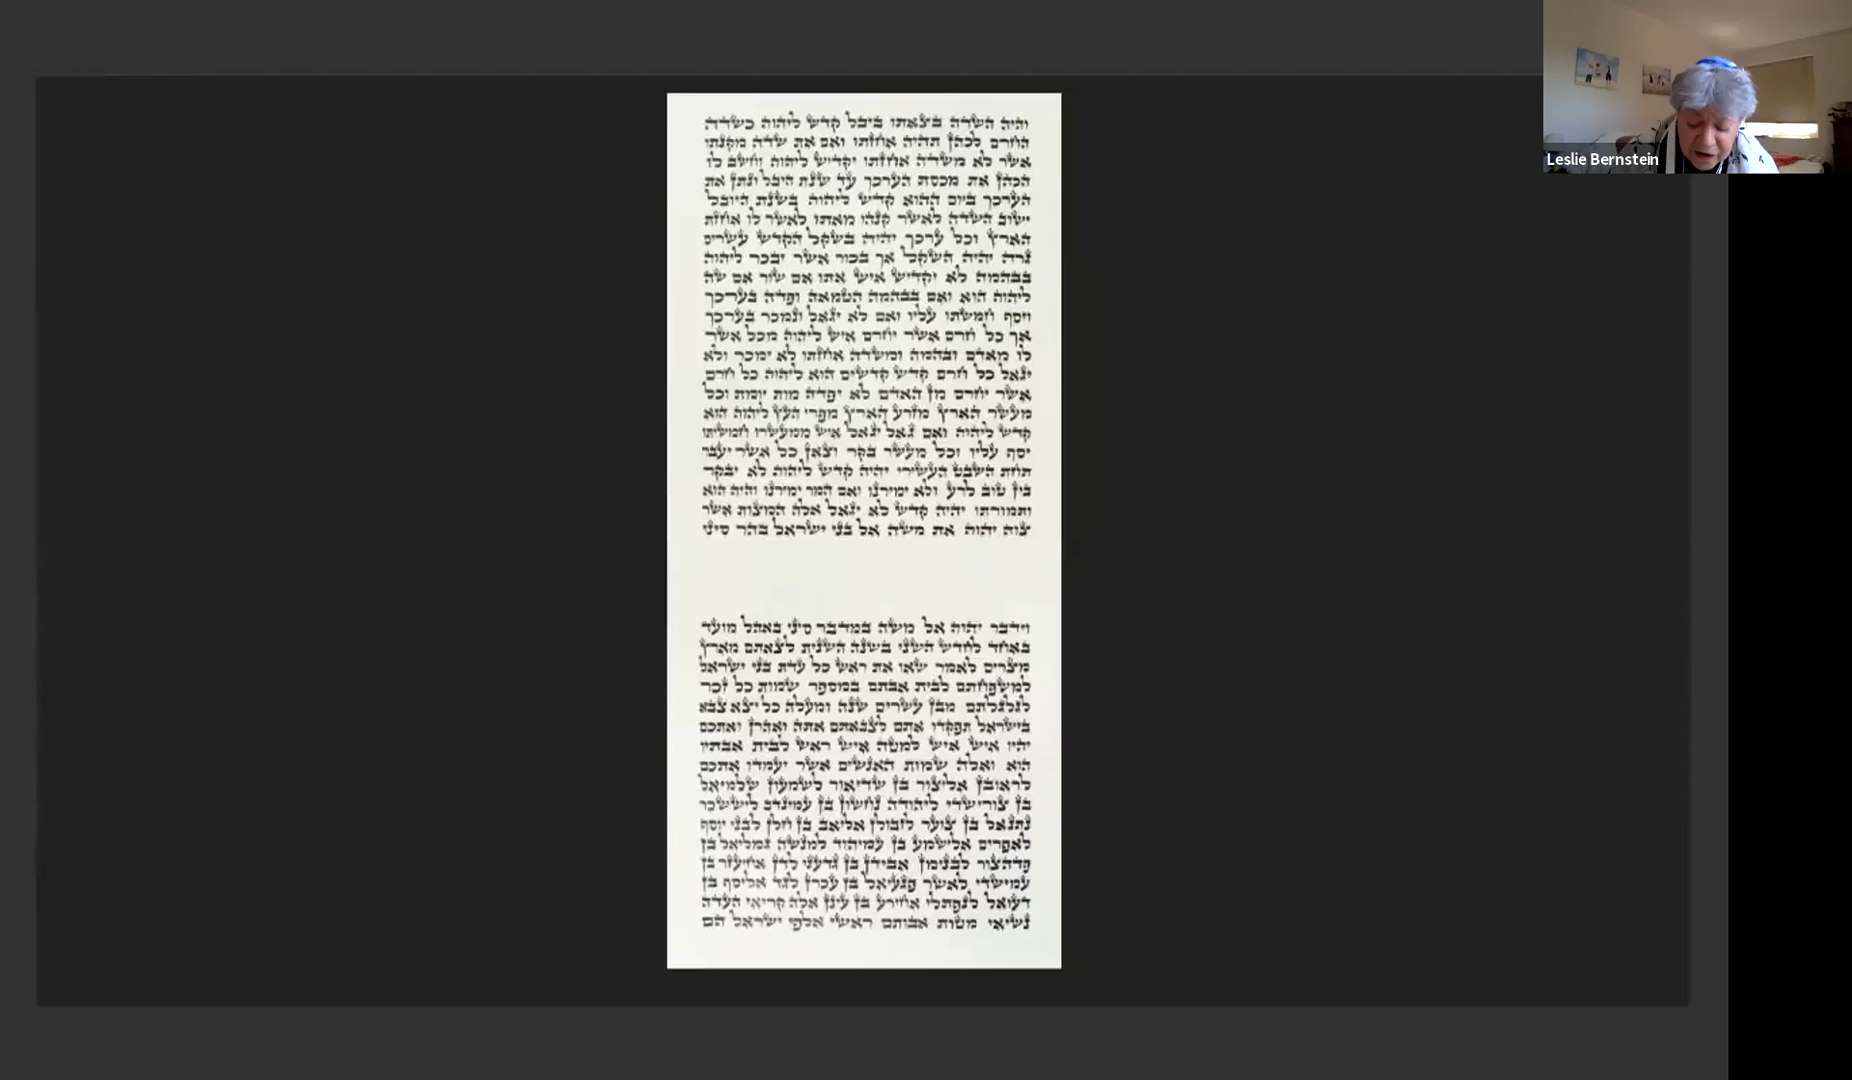 והיה השדה בצאתו ביבל קדש ליהוה כשדה
החרם לכהן תהיה אחזתו ואם את שדה מקנתו
אשר לא משדה אחזתו יקדיש ליהוה וחשב לו
הכהן את מכסת הערכך עד שנת היבל ונתן את
הערכך ביום ההוא קדש ליהוה בשנת היובל
ישוב השדה לאשר קנהו מאתו לאשר לו אחזת
הארץ וכל ערכך יהיה בשקל הקדש עשרים
גרה יהיה השקל אך בכור אשר יבכר ליהוה
בבהמה לא יקדיש איש אתו אם שור אם שה
ליהוה הוא ואם בבהמה הטמאה ופדה בערכך
ויסף חמשתו עליו ואם לא יגאל ונמכר בערכך
אך כל חרם אשר יחרם איש ליהוה מכל אשר
לו מאדם ובהמה ומשדה אחזתו לא ימכר ולא
יגאל כל חרם קדש קדשים הוא ליהוה כל חרם
אשר יחרם מן האדם לא יפדה מות יומת וכל
מעשר הארץ מזרע הארץ מפרי העץ ליהוה הוא
קדש ליהוה ואם גאל יגאל איש ממעשרו חמשיתו
יסף עליו וכל מעשר בקר וצאן כל אשר יעבר
תחת השבט העשירי יהיה קדש ליהוה לא יבקר
בין טוב לרע ולא ימירנו ואם המר ימירנו והיה הוא
ותמורתו יהיה קדש לא יגאל אלה המצות אשר
צוה יהוה את משה אל בני ישראל בהר סיני
וידבר יהוה אל משה במדבר סיני באהל מועד
באחד לחדש השני בשנה השנית לצאתם מארץ
מצרים לאמר שאו את ראש כל עדת בני ישראל
למשפחתם לבית אבתם במספר שמות כל זכר
לגלגלתם מבן עשרים שנה ומעלה כל יצא צבא
בישראל תפקדו אתם לצבאתם אתה ואהרן ואתכם
יהיו איש איש למטה איש ראש לבית אבתיו
הוא ואלה שמות האנשים אשר יעמדו אתכם
לראובן אליצור בן שדיאור לשמעון שלמיאל
בן צורישדי ליהודה נחשון בן עמינדב ליששכר
נתנאל בן צוער לזבולן אליאב בן חלן לבני יוסף
לאפרים אלישמע בן עמיהוד למנשה גמליאל בן
פדהצור לבנימן אבידן בן גדעני לדן אחיעזר בן
עמישדי לאשר פגעיאל בן עכרן לגד אליסף בן
דעואל לנפתלי אחירע בן עינן אלה קריאי העדה
נשיאי מטות אבותם ראשי אלפי ישראל הם
Leslie Bernstein